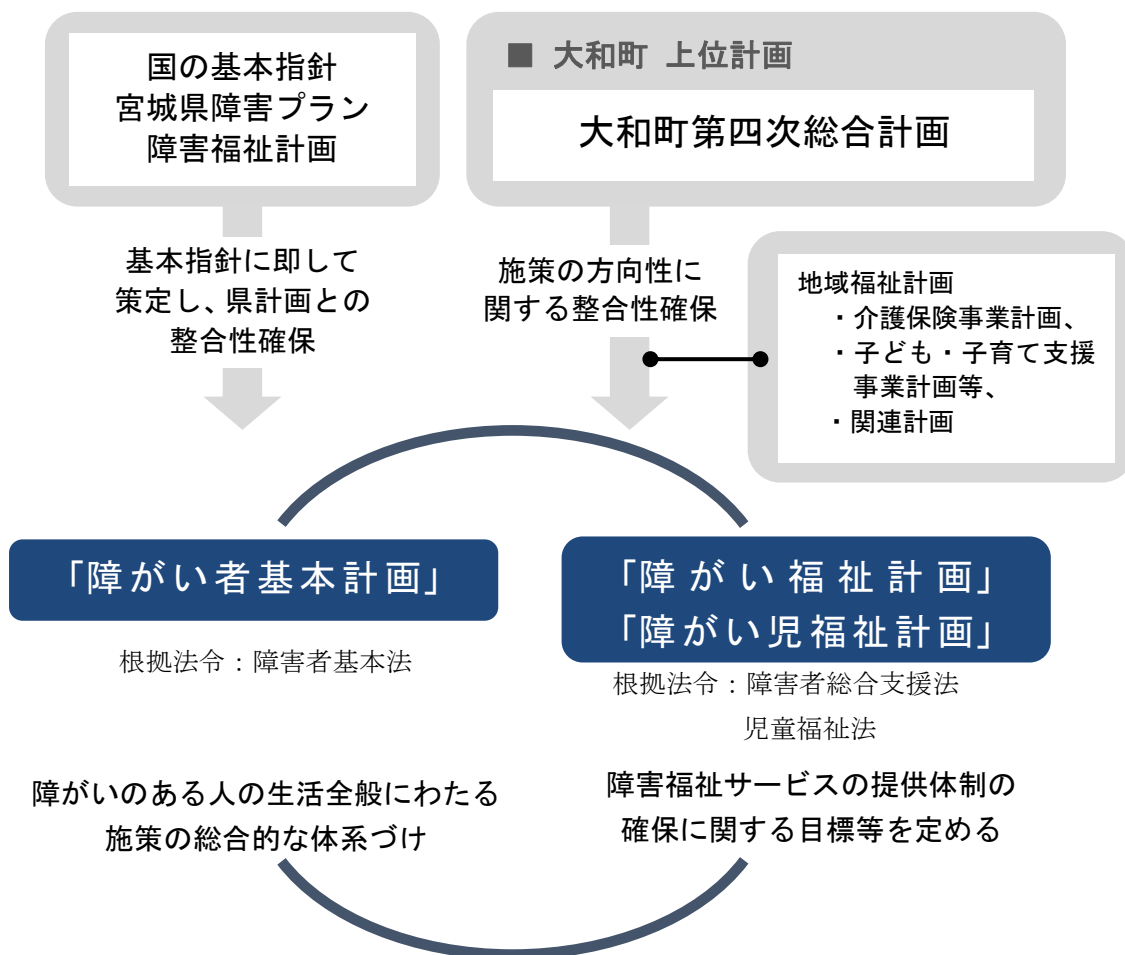 国の基本指針
宮城県障害プラン
障害福祉計画
■ 大和町 上位計画
大和町第四次総合計画
基本指針に即して
策定し、県計画との
整合性確保
施策の方向性に
関する整合性確保
地域福祉計画
・介護保険事業計画、
・子ども・子育て支援
事業計画等、
・関連計画
「障がい者基本計画」
根拠法令：障害者基本法
障がいのある人の生活全般にわたる
施策の総合的な体系づけ
「障がい福祉計画」
「障がい児福祉計画」
根拠法令：障害者総合支援法
児童福祉法
障害福祉サービスの提供体制の
確保に関する目標等を定める